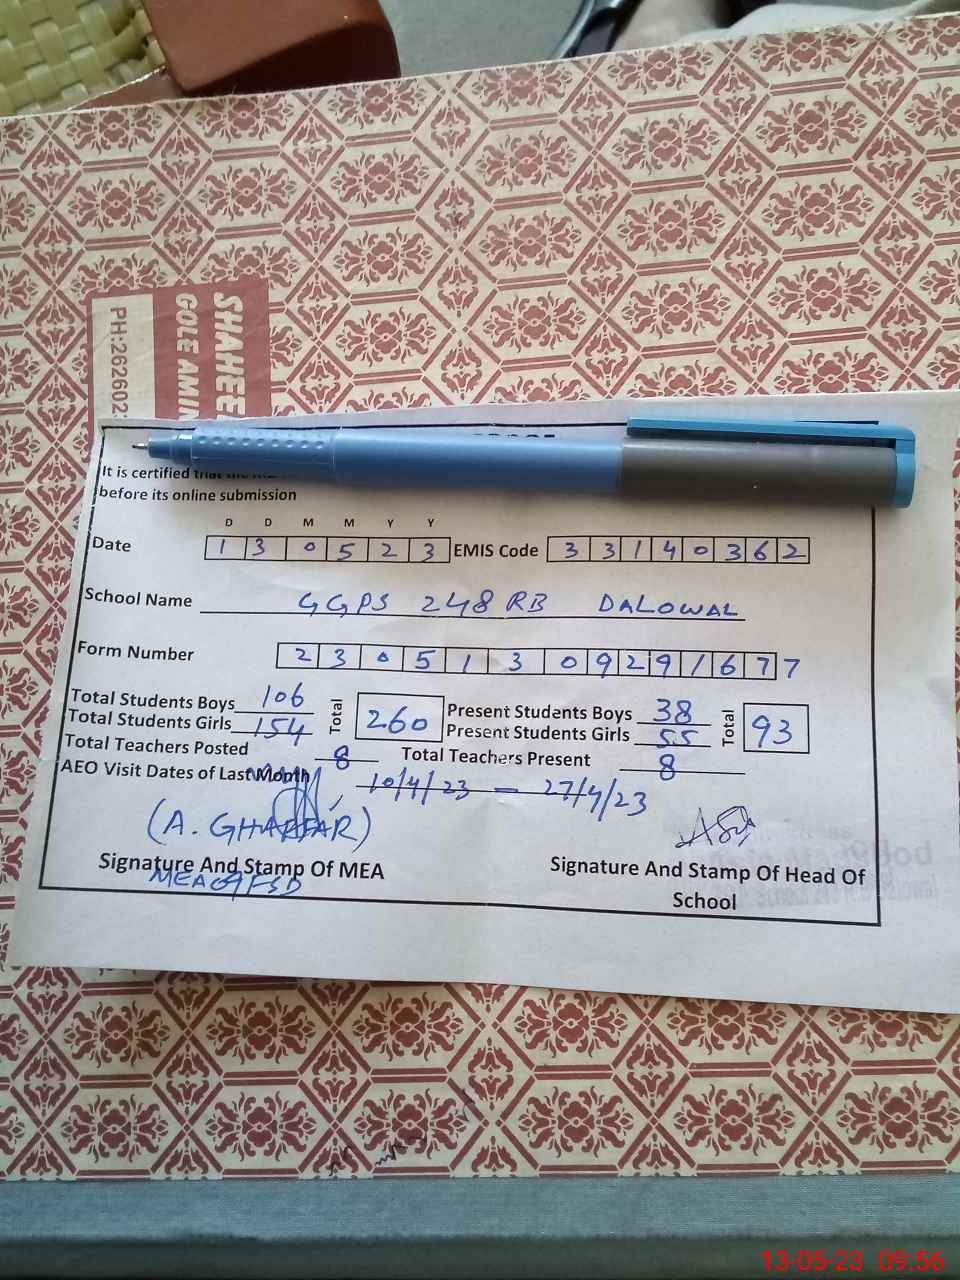 SHAHEE
GOLE AMIN
PH:262602
It is certified that the
before its online submission
D D M M Y Y
Date 1 3 0 5 2 3 EMIS Code 3 3 1 4 0 3 6 2
School Name GGPS 248 RB DALOWAL
Form Number 2 3 0 5 1 3 0 9 2 9 1 6 7 7
Total Students Boys 106 Total 260 Present Students Boys 38 Total 93
Total Students Girls 154 Present Students Girls 55
Total Teachers Posted 8 Total Teachers Present 8
AEO Visit Dates of Last Month 10/4/23 — 27/4/23
(A. GHAFFAR)
Signature And Stamp Of MEA Signature And Stamp Of Head Of
MEA09FSD School
13-05-23 09:56